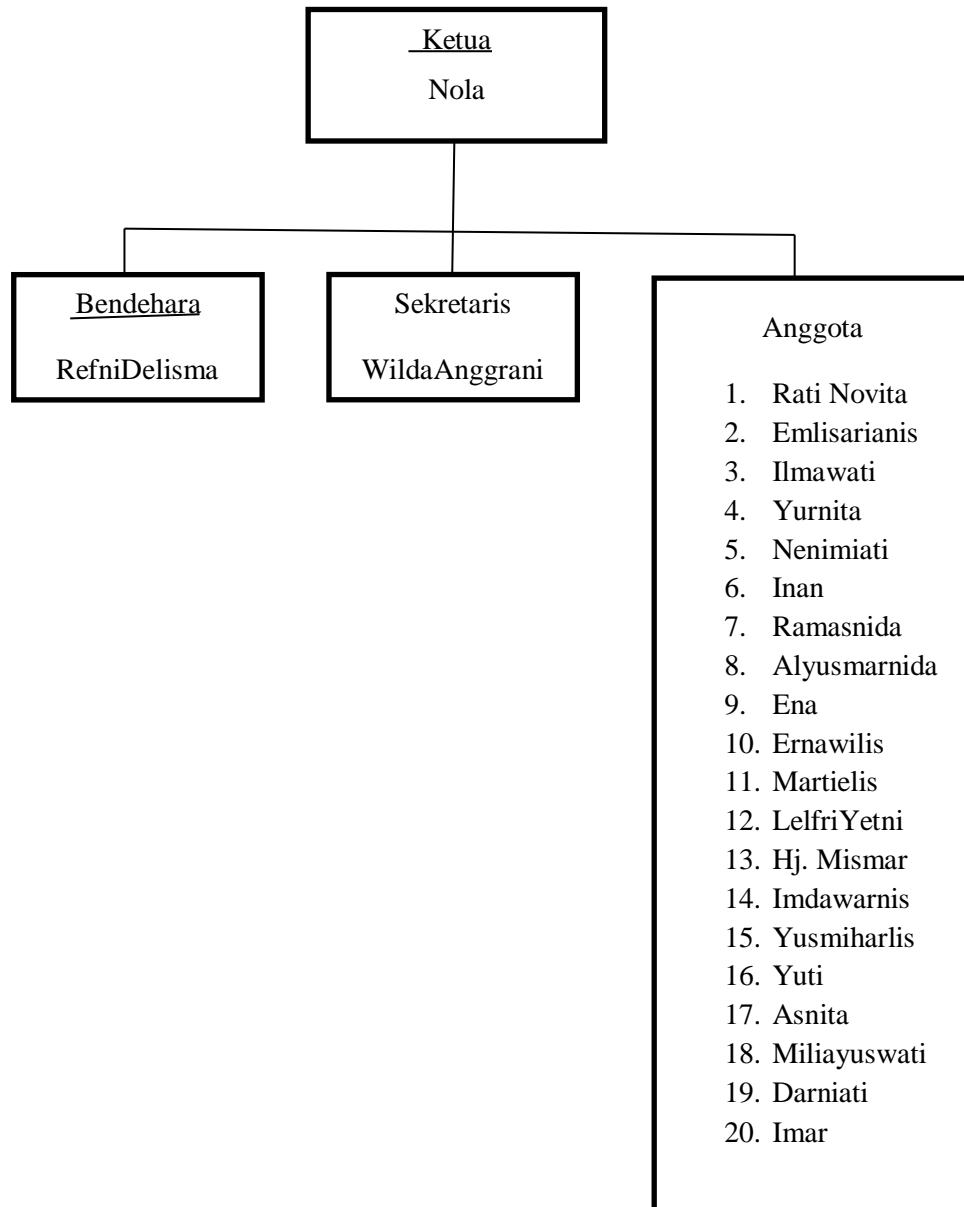 Ketua
Nola
Bendehara
RefniDelisma
Sekretaris
WildaAnggrani
Anggota
1. Rati Novita
2. Emlisarianis
3. Ilmawati
4. Yurnita
5. Nenimiati
6. Inan
7. Ramasnida
8. Alyusmarnida
9. Ena
10. Ernawilis
11. Martielis
12. LelfriYetni
13. Hj. Mismar
14. Imdawarnis
15. Yusmiharlis
16. Yuti
17. Asnita
18. Miliayuswati
19. Darniati
20. Imar